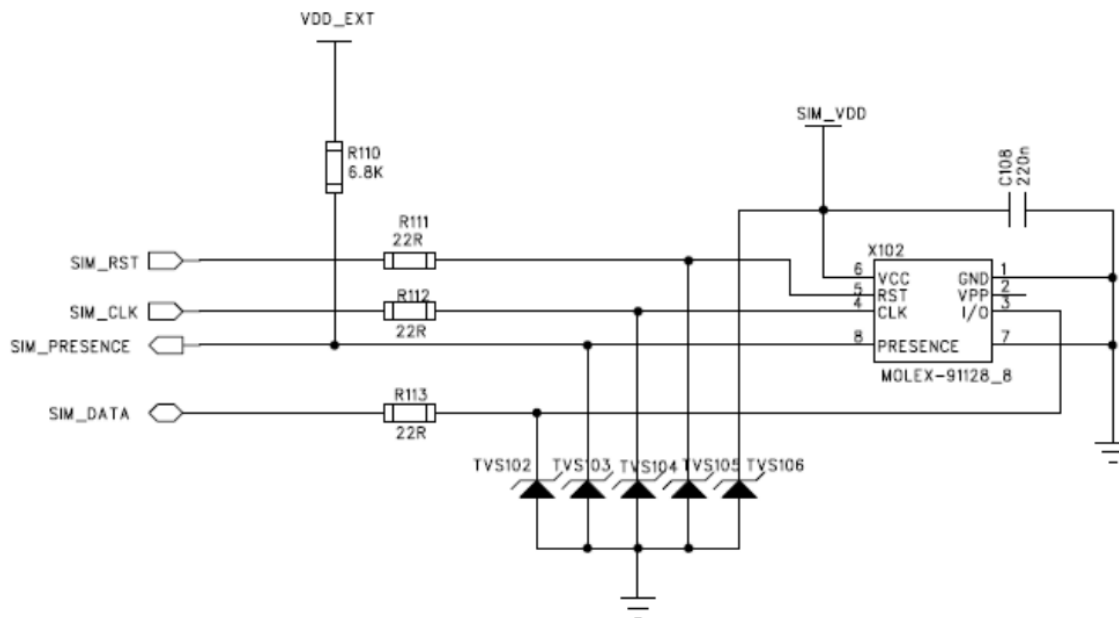 VDD_EXT
SIM_VDD
R110
6.8K
C108
220n
R111
22R
X102
SIM_RST
6 VCC GND 1
5 RST VPP 2
SIM_CLK
R112
4 CLK I/O 3
22R
SIM_PRESENCE
8 PRESENCE 7
MOLEX-91128_8
R113
SIM_DATA
22R
TVS102 TVS103 TVS104 TVS105 TVS106